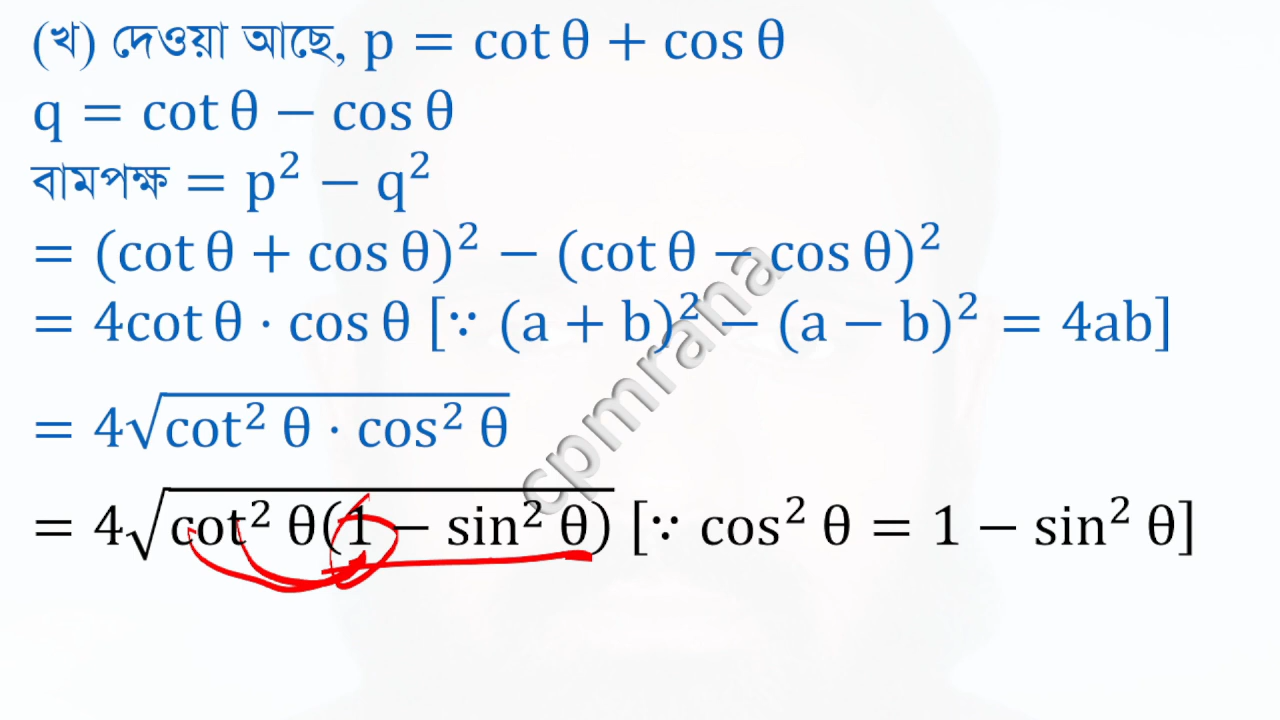 (খ) দেওয়া আছে, p = cot θ + cos θ
q = cot θ − cos θ
বামপক্ষ = p² − q²
= (cot θ + cos θ)² − (cot θ − cos θ)²
= 4cot θ · cos θ [∵ (a + b)² − (a − b)² = 4ab]
= 4√cot² θ · cos² θ
= 4√cot² θ(1 − sin² θ) [∵ cos² θ = 1 − sin² θ]
cpmrana